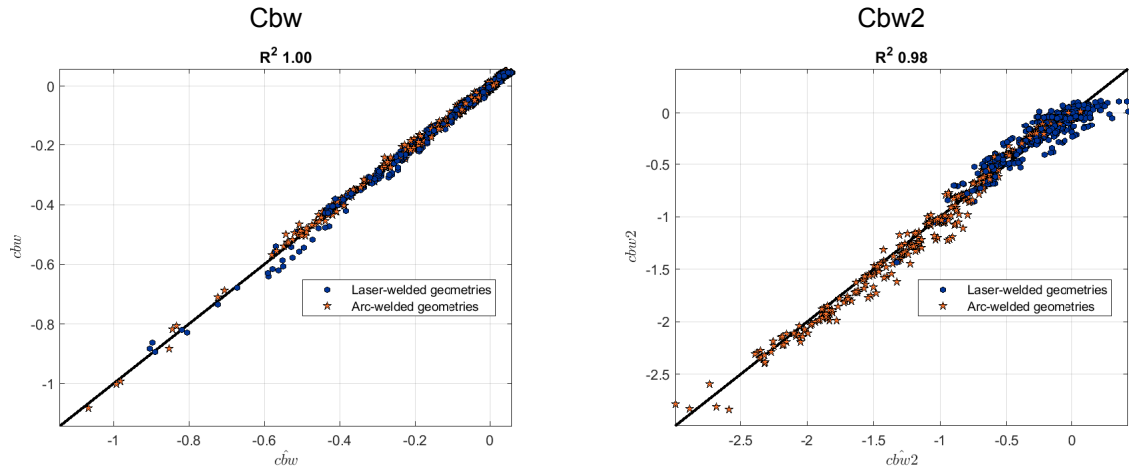 Cbw
R² 1.00
0
-0.2
-0.4
-0.6
-0.8
-1
cbw
-1
-0.8
-0.6
-0.4
-0.2
0
cb̂w
Laser-welded geometries
Arc-welded geometries
Cbw2
R² 0.98
0
-0.5
-1
-1.5
-2
-2.5
cbw2
-2.5
-2
-1.5
-1
-0.5
0
cb̂w2
Laser-welded geometries
Arc-welded geometries